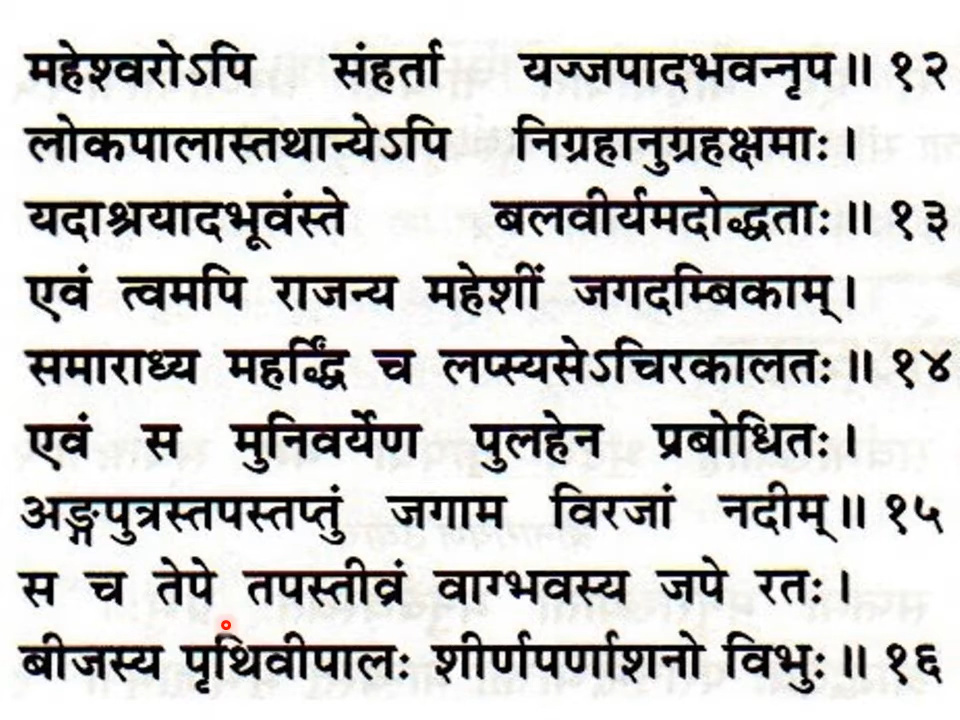 महेश्वरोऽपि संहर्ता यज्जपादभवन्नृप॥ १२
लोकपालास्तथान्येऽपि निग्रहानुग्रहक्षमाः।
यदाश्रयादभूवंस्ते बलवीर्यमदोद्धताः॥ १३
एवं त्वमपि राजन्य महेशीं जगदम्बिकाम्।
समाराध्य महर्द्धिं च लप्स्यसेऽचिरकालतः॥ १४
एवं स मुनिवर्येण पुलहेन प्रबोधितः।
अङ्गपुत्रस्तपस्तप्तुं जगाम विरजां नदीम्॥ १५
स च तेपे तपस्तीव्रं वाग्भवस्य जपे रतः।
बीजस्य पृथिवीपालः शीर्णपर्णाशनो विभुः॥ १६